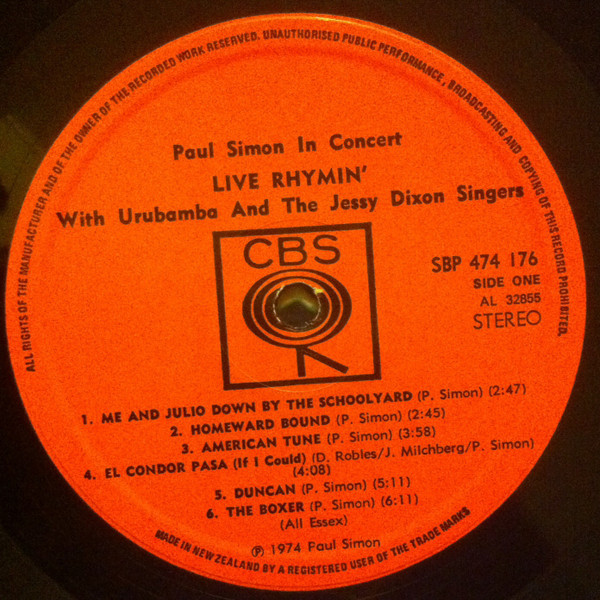 ALL RIGHTS OF THE MANUFACTURER AND OF THE OWNER OF THE RECORDED WORK RESERVED. UNAUTHORISED PUBLIC PERFORMANCE, BROADCASTING AND COPYING OF THIS RECORD PROHIBITED.
Paul Simon In Concert
LIVE RHYMIN'
With Urubamba And The Jessy Dixon Singers
CBS
SBP 474 176
SIDE ONE
AL 32855
STEREO
1. ME AND JULIO DOWN BY THE SCHOOLYARD (P. Simon) (2:47)
2. HOMEWARD BOUND (P. Simon) (2:45)
3. AMERICAN TUNE (P. Simon) (3:58)
4. EL CONDOR PASA (If I Could) (D. Robles/J. Milchberg/P. Simon)
(4:08)
5. DUNCAN (P. Simon) (5:11)
6. THE BOXER (P. Simon) (6:11)
(All Essex)
℗ 1974 Paul Simon
MADE IN NEW ZEALAND BY A REGISTERED USER OF THE TRADE MARKS